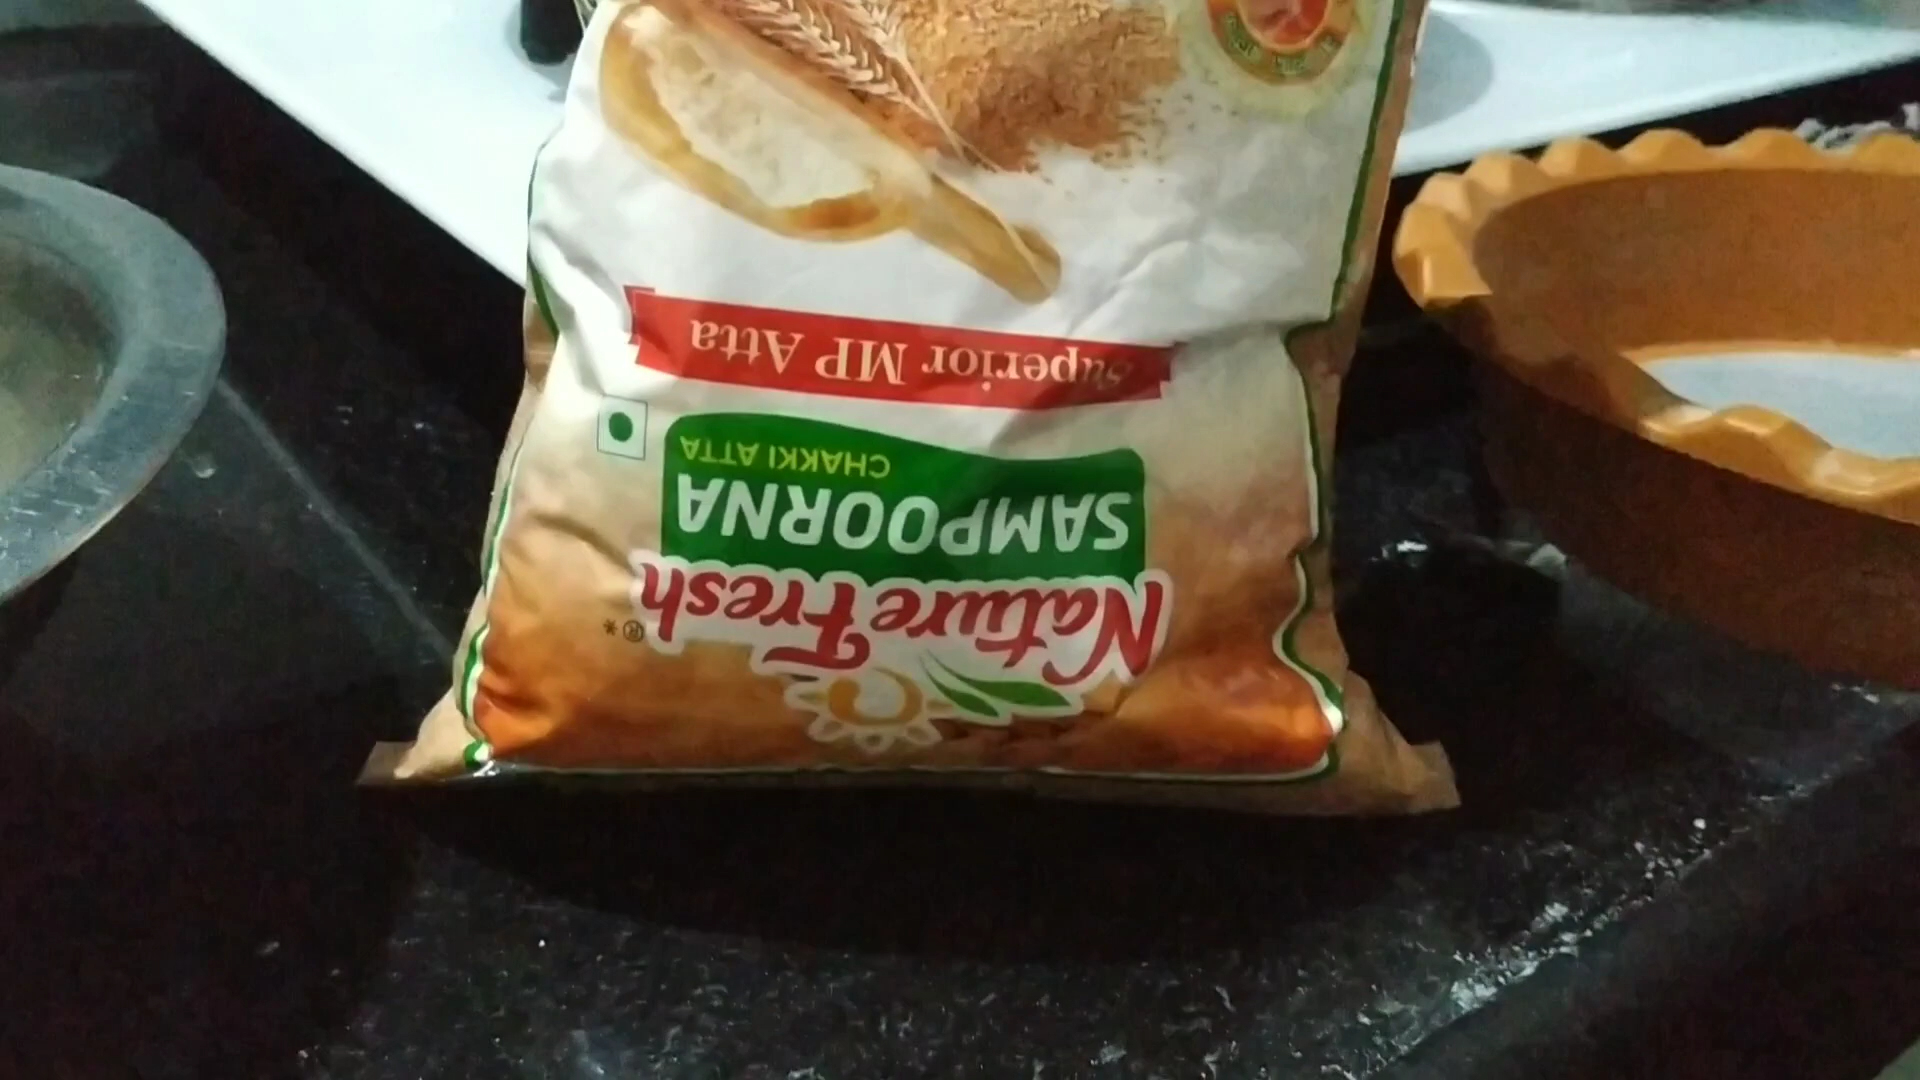 Nature Fresh®*
SAMPOORNA
CHAKKI ATTA
Superior MP Atta